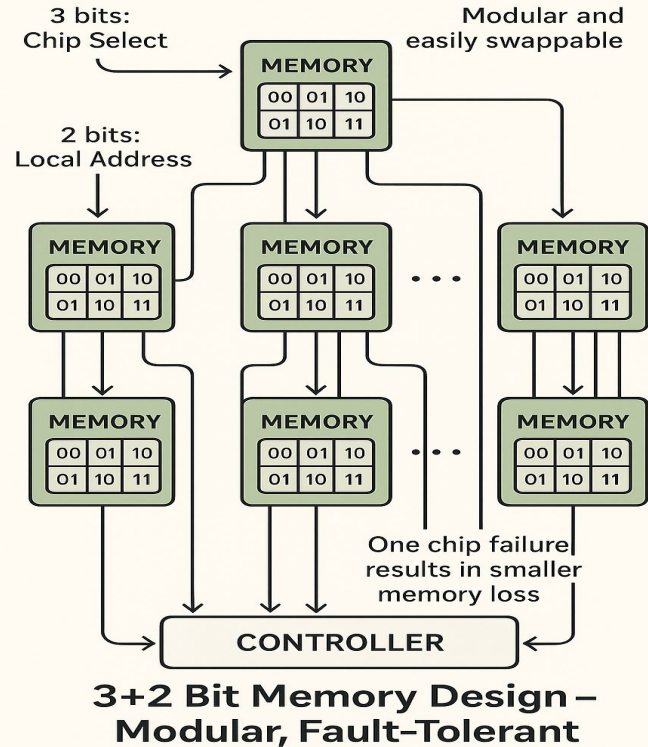 3 bits:
Chip Select
Modular and
easily swappable
MEMORY
00 01 10
01 10 11
2 bits:
Local Address
MEMORY
00 01 10
01 10 11
MEMORY
00 01 10
01 10 11
...
MEMORY
00 01 10
01 10 11
MEMORY
00 01 10
01 10 11
MEMORY
00 01 10
01 10 11
...
MEMORY
00 01 10
01 10 11
One chip failure
results in smaller
memory loss
CONTROLLER
3+2 Bit Memory Design –
Modular, Fault-Tolerant